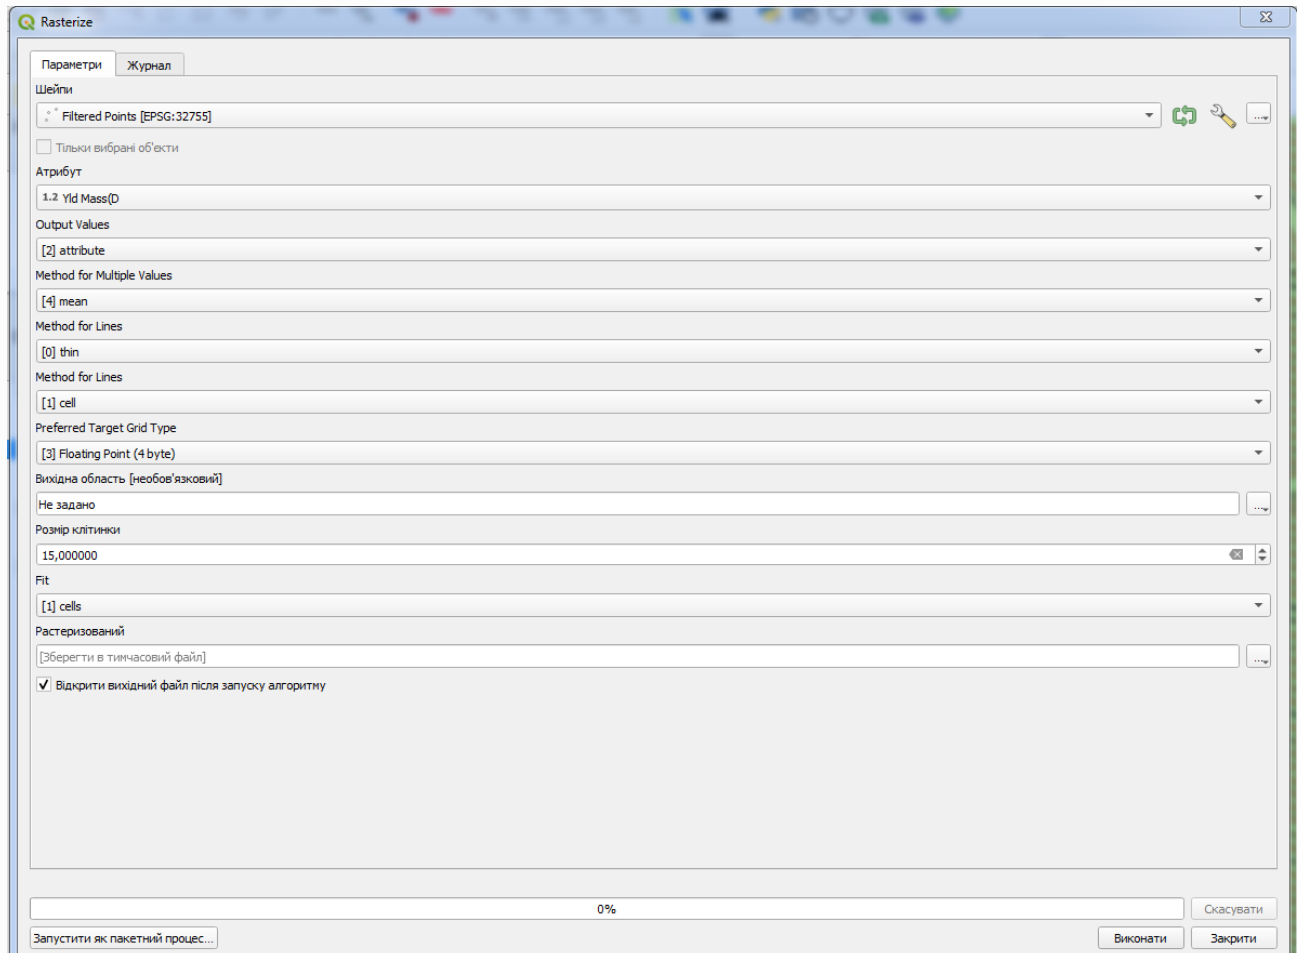 Rasterize
Параметри
Журнал
Шейпи
Filtered Points [EPSG:32755]
...
Тільки вибрані об'єкти
Атрибут
1.2 Yld Mass(D
Output Values
[2] attribute
Method for Multiple Values
[4] mean
Method for Lines
[0] thin
Method for Lines
[1] cell
Preferred Target Grid Type
[3] Floating Point (4 byte)
Вихідна область [необов'язковий]
Не задано
...
Розмір клітинки
15,000000
Fit
[1] cells
Растеризований
[Зберегти в тимчасовий файл]
...
Відкрити вихідний файл після запуску алгоритму
0%
Скасувати
Запустити як пакетний процес...
Виконати
Закрити